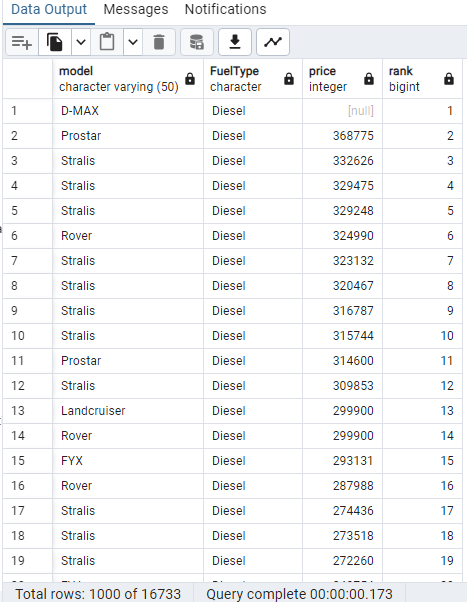 Data Output Messages Notifications
model FuelType price rank
character varying (50) character integer bigint
1 D-MAX Diesel [null] 1
2 Prostar Diesel 368775 2
3 Stralis Diesel 332626 3
4 Stralis Diesel 329475 4
5 Stralis Diesel 329248 5
6 Rover Diesel 324990 6
7 Stralis Diesel 323132 7
8 Stralis Diesel 320467 8
9 Stralis Diesel 316787 9
10 Stralis Diesel 315744 10
11 Prostar Diesel 314600 11
12 Stralis Diesel 309853 12
13 Landcruiser Diesel 299900 13
14 Rover Diesel 299900 14
15 FYX Diesel 293131 15
16 Rover Diesel 287988 16
17 Stralis Diesel 274436 17
18 Stralis Diesel 273518 18
19 Stralis Diesel 272260 19
Total rows: 1000 of 16733 Query complete 00:00:00.173